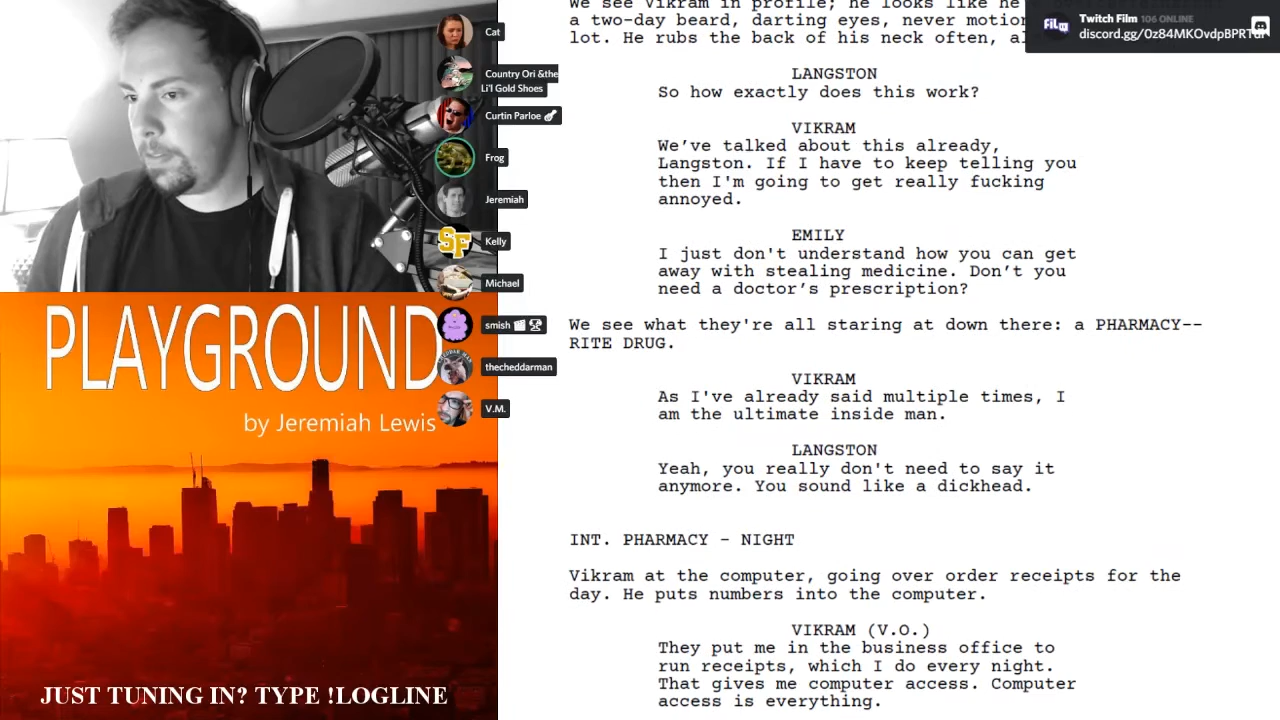 We see Vikram in profile; he looks like he
a two-day beard, darting eyes, never
lot. He rubs the back of his neck often,
Twitch Film 106 ONLINE
LANGSTON
So how exactly does this work?
VIKRAM
We’ve talked about this already,
Langston. If I have to keep telling you
then I'm going to get really fucking
annoyed.
EMILY
I just don't understand how you can get
away with stealing medicine. Don’t you
need a doctor’s prescription?
We see what they're all staring at down there: a PHARMACY--
RITE DRUG.
VIKRAM
As I've already said multiple times, I
am the ultimate inside man.
LANGSTON
Yeah, you really don't need to say it
anymore. You sound like a dickhead.
INT. PHARMACY - NIGHT
Vikram at the computer, going over order receipts for the
day. He puts numbers into the computer.
VIKRAM (V.O.)
They put me in the business office to
run receipts, which I do every night.
That gives me computer access. Computer
access is everything.
Cat
Country Ori &the
Li'l Gold Shoes
Curtin Parloe
Frog
Jeremiah
SF
Kelly
Michael
smish
thecheddarman
V.M.
PLAYGROUND
by Jeremiah Lewis
JUST TUNING IN? TYPE !LOGLINE